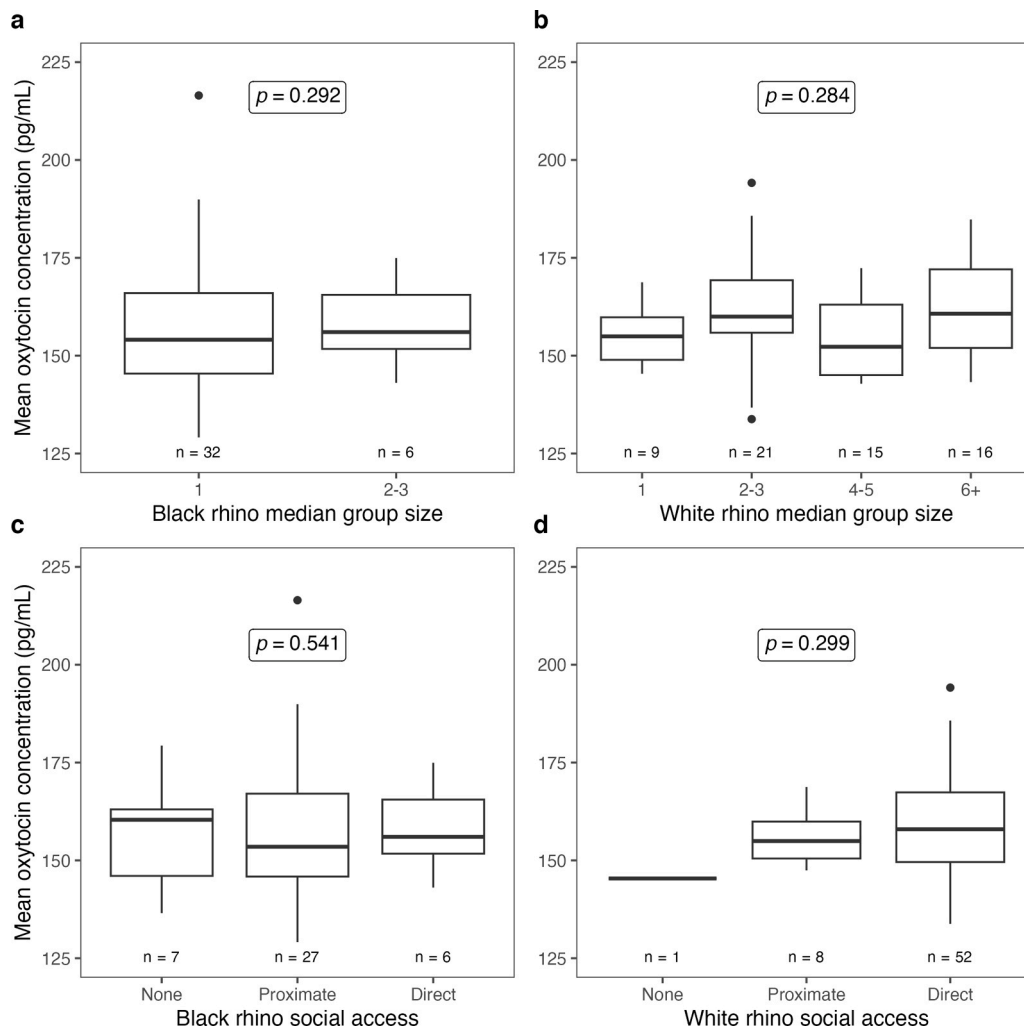 a
b
Mean oxytocin concentration (pg/mL)
225
200
175
150
125
p = 0.292
n = 32
n = 6
1
2-3
Black rhino median group size
225
200
175
150
125
p = 0.284
n = 9
n = 21
n = 15
n = 16
1
2-3
4-5
6+
White rhino median group size
c
d
Mean oxytocin concentration (pg/mL)
225
200
175
150
125
p = 0.541
n = 7
n = 27
n = 6
None
Proximate
Direct
Black rhino social access
225
200
175
150
125
p = 0.299
n = 1
n = 8
n = 52
None
Proximate
Direct
White rhino social access